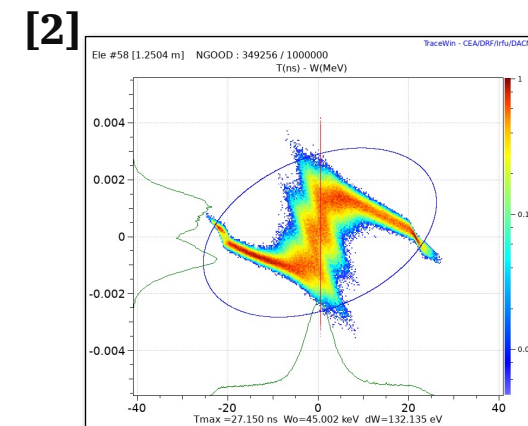 [2]
TraceWin - CEA/DRF/Irfu/DACM
Ele #58 [1.2504 m] NGOOD : 349256 / 1000000
T(ns) - W(MeV)
1
0.004
0.002
0.1
0
-0.002
-0.004
0.0
-40 -20 0 20 40
Tmax =27.150 ns Wo=45.002 keV dW=132.135 eV